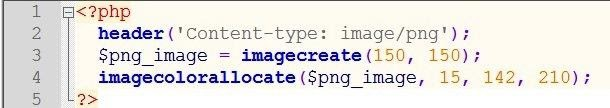 1 <?php
2 header('Content-type: image/png');
3 $png_image = imagecreate(150, 150);
4 imagecolorallocate($png_image, 15, 142, 210);
5 ?>